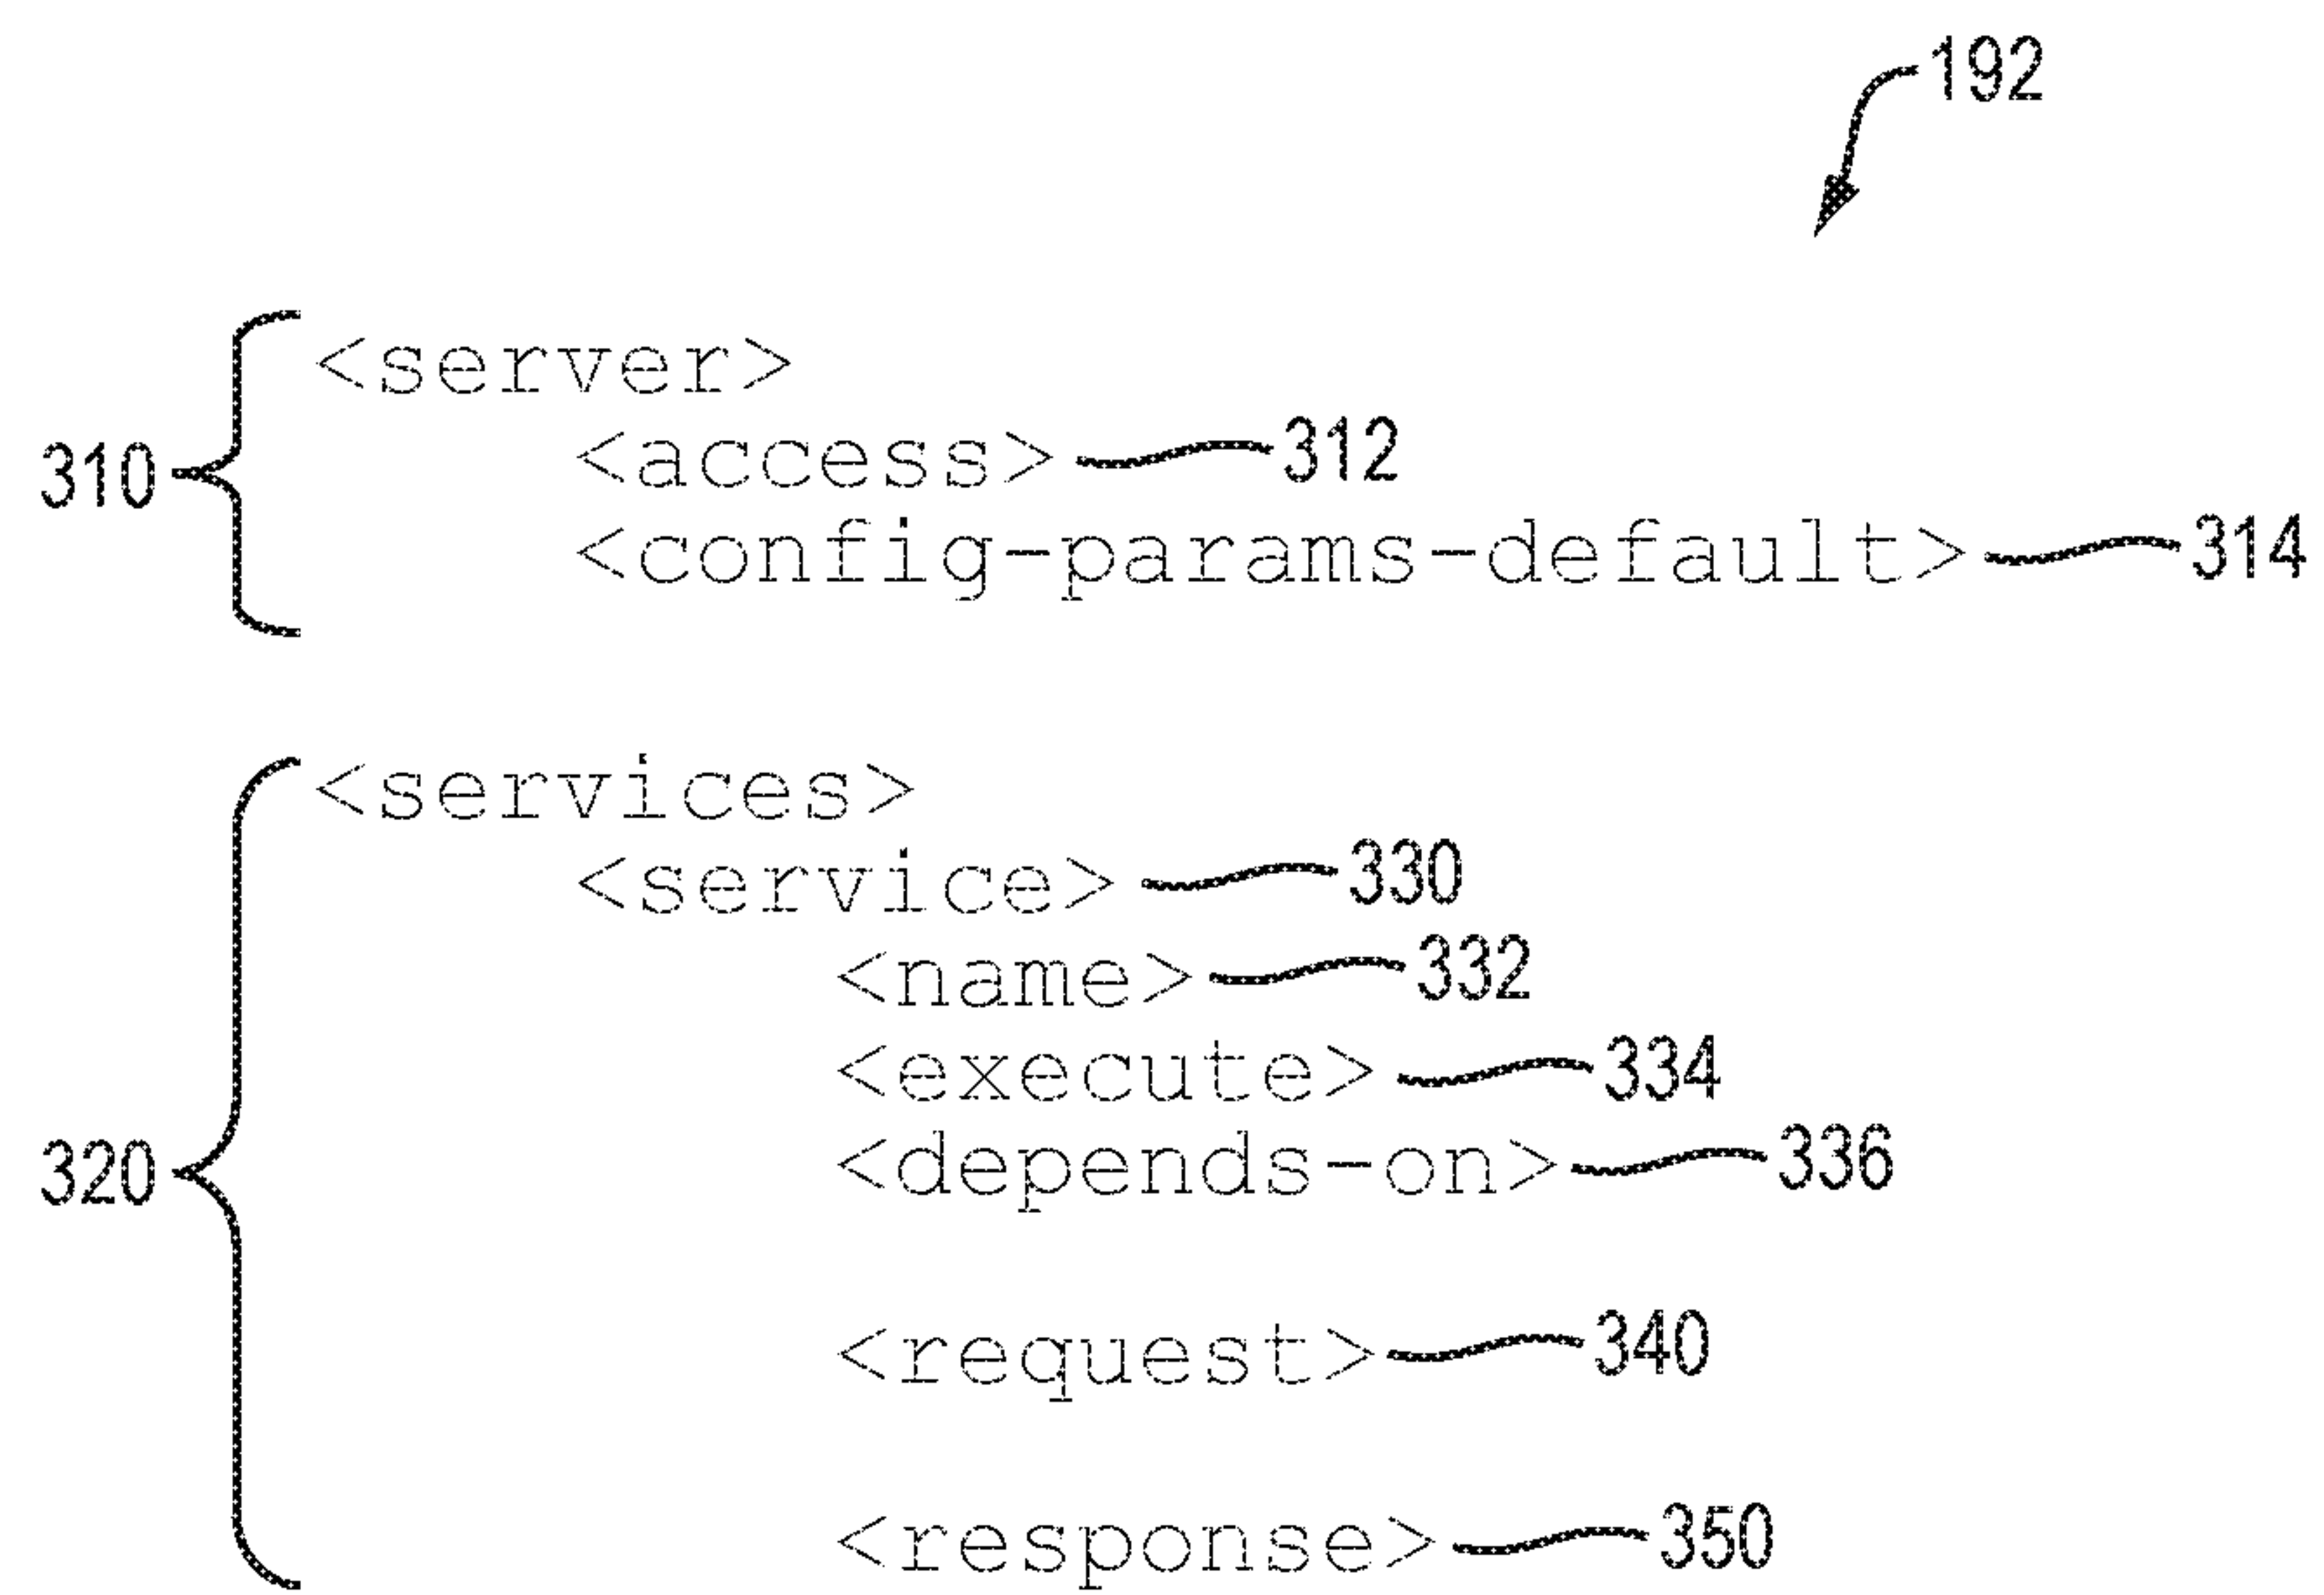 192
<server>
310 <access> 312
<config-params-default> 314
<services>
<service> 330
<name> 332
<execute> 334
320 <depends-on> 336
<request> 340
<response> 350